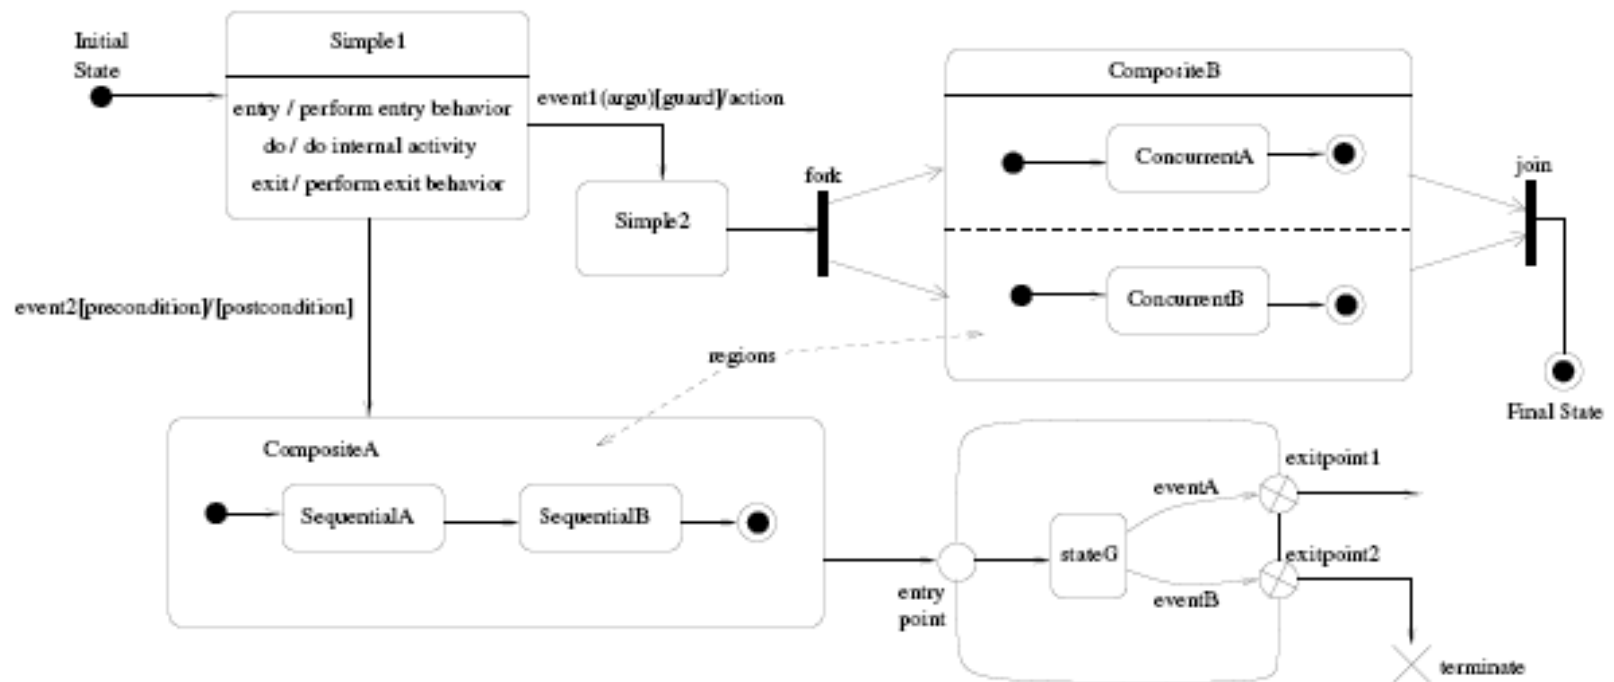 Initial
State
Simple1
entry / perform entry behavior
do / do internal activity
exit / perform exit behavior
event1(argu)[guard]/action
Simple2
fork
CompositeB
ConcurrentA
ConcurrentB
join
Final State
event2[precondition]/[postcondition]
regions
CompositeA
SequentialA
SequentialB
entry
point
stateG
eventA
eventB
exitpoint1
exitpoint2
terminate